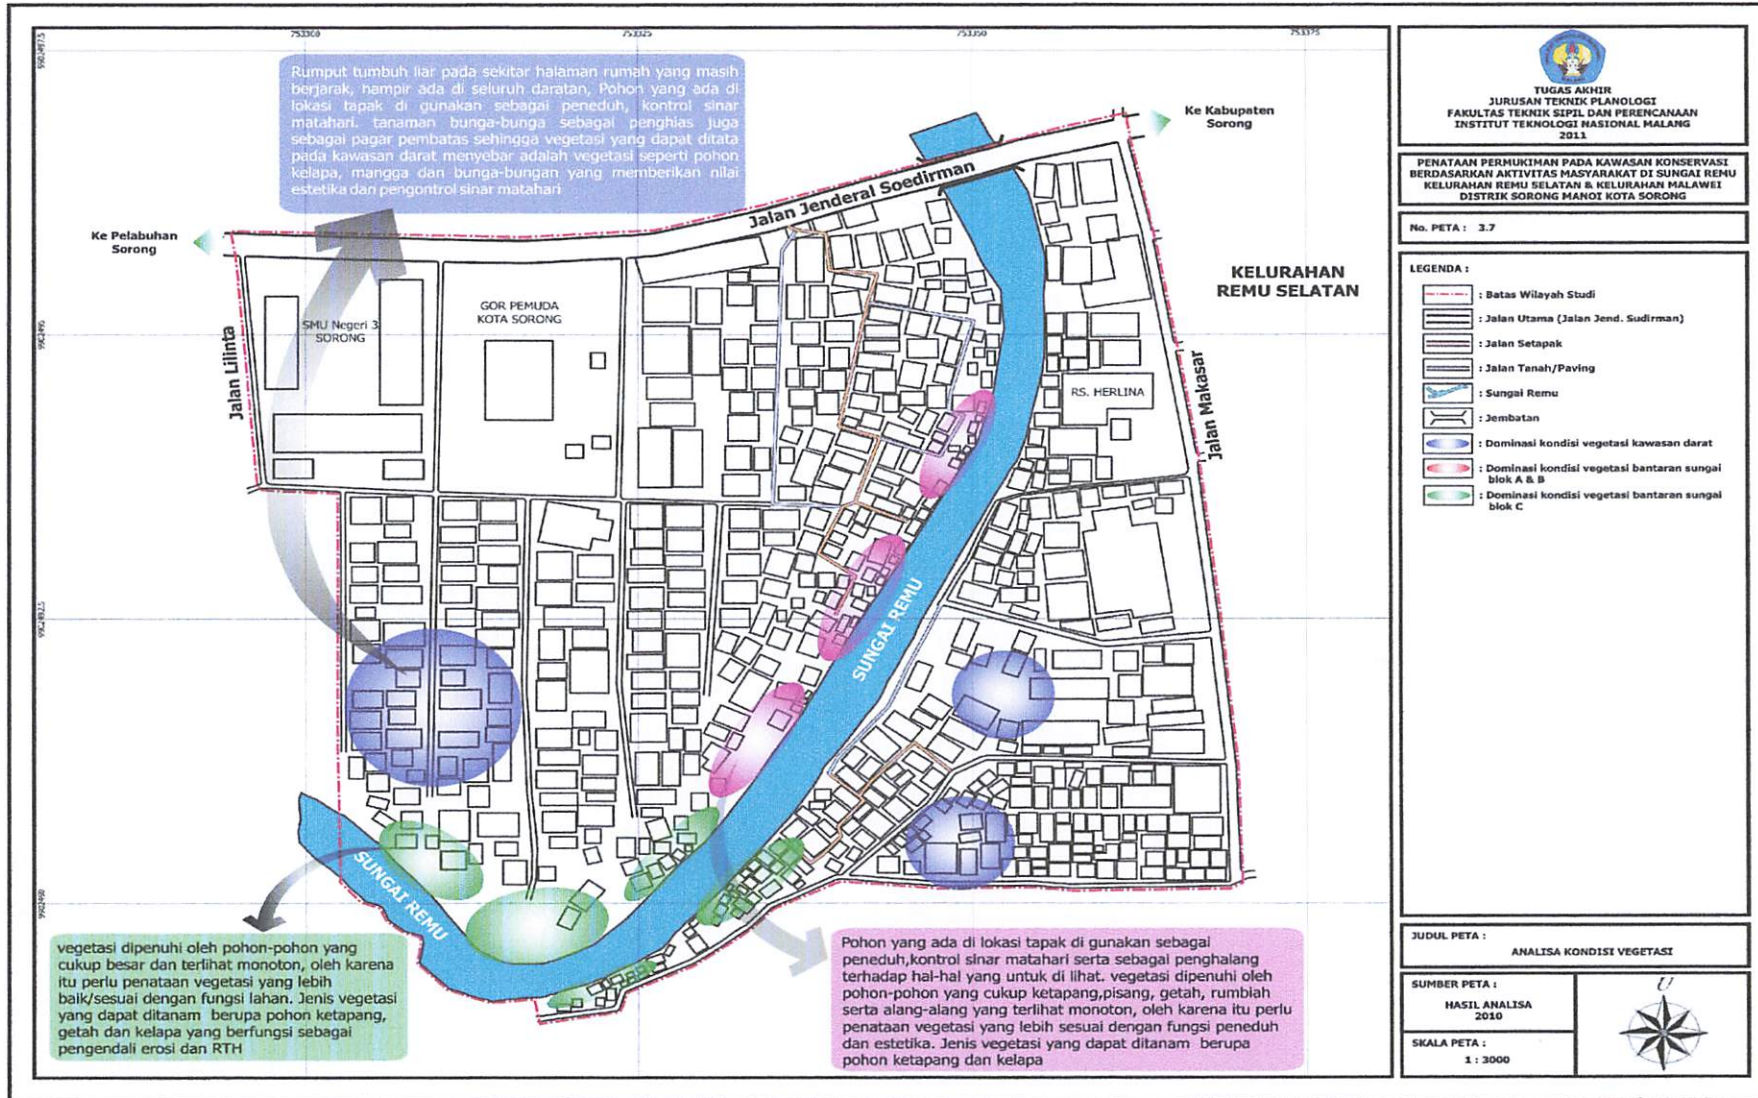 753300
753325
753350
753375
Rumput tumbuh liar pada sekitar halaman rumah yang masih
berjarak, hampir ada di seluruh daratan, Pohon yang ada di
lokasi tapak di gunakan sebagai peneduh, kontrol sinar
matahari. tanaman bunga-bunga sebagai penghias juga
sebagai pagar pembatas sehingga vegetasi yang dapat ditata
pada kawasan darat menyebar adalah vegetasi seperti pohon
kelapa, mangga dan bunga-bungan yang memberikan nilai
estetika dan pengontrol sinar matahari
Ke Kabupaten
Sorong
Jalan Jenderal Soedirman
Ke Pelabuhan
Sorong
KELURAHAN
REMU SELATAN
SMU Negeri 3
SORONG
GOR PEMUDA
KOTA SORONG
Jalan Lilinta
RS. HERLINA
Jalan Makasar
SUNGAI REMU
SUNGAI REMU
vegetasi dipenuhi oleh pohon-pohon yang
cukup besar dan terlihat monoton, oleh karena
itu perlu penataan vegetasi yang lebih
baik/sesuai dengan fungsi lahan. Jenis vegetasi
yang dapat ditanam berupa pohon ketapang,
getah dan kelapa yang berfungsi sebagai
pengendali erosi dan RTH
Pohon yang ada di lokasi tapak di gunakan sebagai
peneduh,kontrol sinar matahari serta sebagai penghalang
terhadap hal-hal yang untuk di lihat. vegetasi dipenuhi oleh
pohon-pohon yang cukup ketapang,pisang, getah, rumbiah
serta alang-alang yang terlihat monoton, oleh karena itu perlu
penataan vegetasi yang lebih sesuai dengan fungsi peneduh
dan estetika. Jenis vegetasi yang dapat ditanam berupa
pohon ketapang dan kelapa
TUGAS AKHIR
JURUSAN TEKNIK PLANOLOGI
FAKULTAS TEKNIK SIPIL DAN PERENCANAAN
INSTITUT TEKNOLOGI NASIONAL MALANG
2011
PENATAAN PERMUKIMAN PADA KAWASAN KONSERVASI
BERDASARKAN AKTIVITAS MASYARAKAT DI SUNGAI REMU
KELURAHAN REMU SELATAN & KELURAHAN MALAWEI
DISTRIK SORONG MANOI KOTA SORONG
No. PETA : 3.7
LEGENDA :
: Batas Wilayah Studi
: Jalan Utama (Jalan Jend. Sudirman)
: Jalan Setapak
: Jalan Tanah/Paving
: Sungai Remu
: Jembatan
: Dominasi kondisi vegetasi kawasan darat
: Dominasi kondisi vegetasi bantaran sungai
blok A & B
: Dominasi kondisi vegetasi bantaran sungai
blok C
JUDUL PETA :
ANALISA KONDISI VEGETASI
SUMBER PETA :
HASIL ANALISA
2010
SKALA PETA :
1 : 3000
U